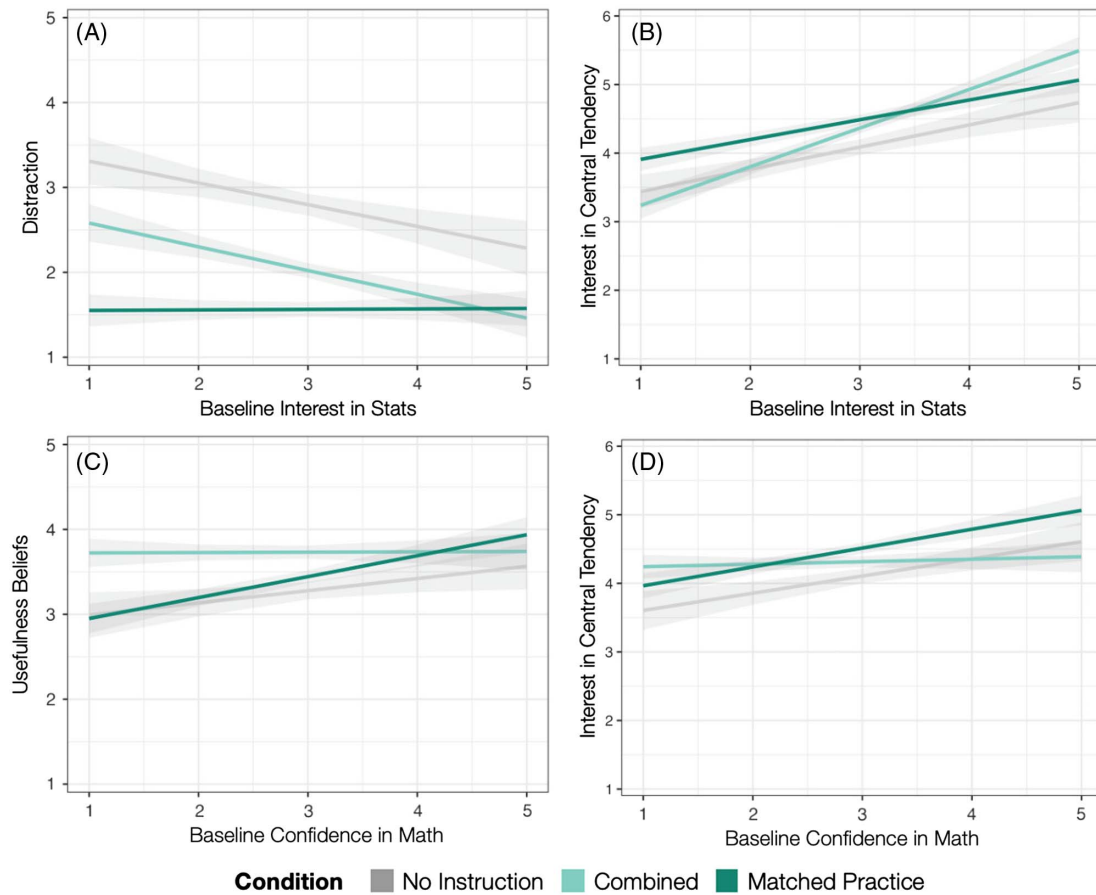 (A)
5
4
3
2
1
Distraction
1 2 3 4 5
Baseline Interest in Stats
(B)
6
5
4
3
2
1
Interest in Central Tendency
1 2 3 4 5
Baseline Interest in Stats
(C)
5
4
3
2
1
Usefulness Beliefs
1 2 3 4 5
Baseline Confidence in Math
(D)
6
5
4
3
2
1
Interest in Central Tendency
1 2 3 4 5
Baseline Confidence in Math
Condition No Instruction Combined Matched Practice